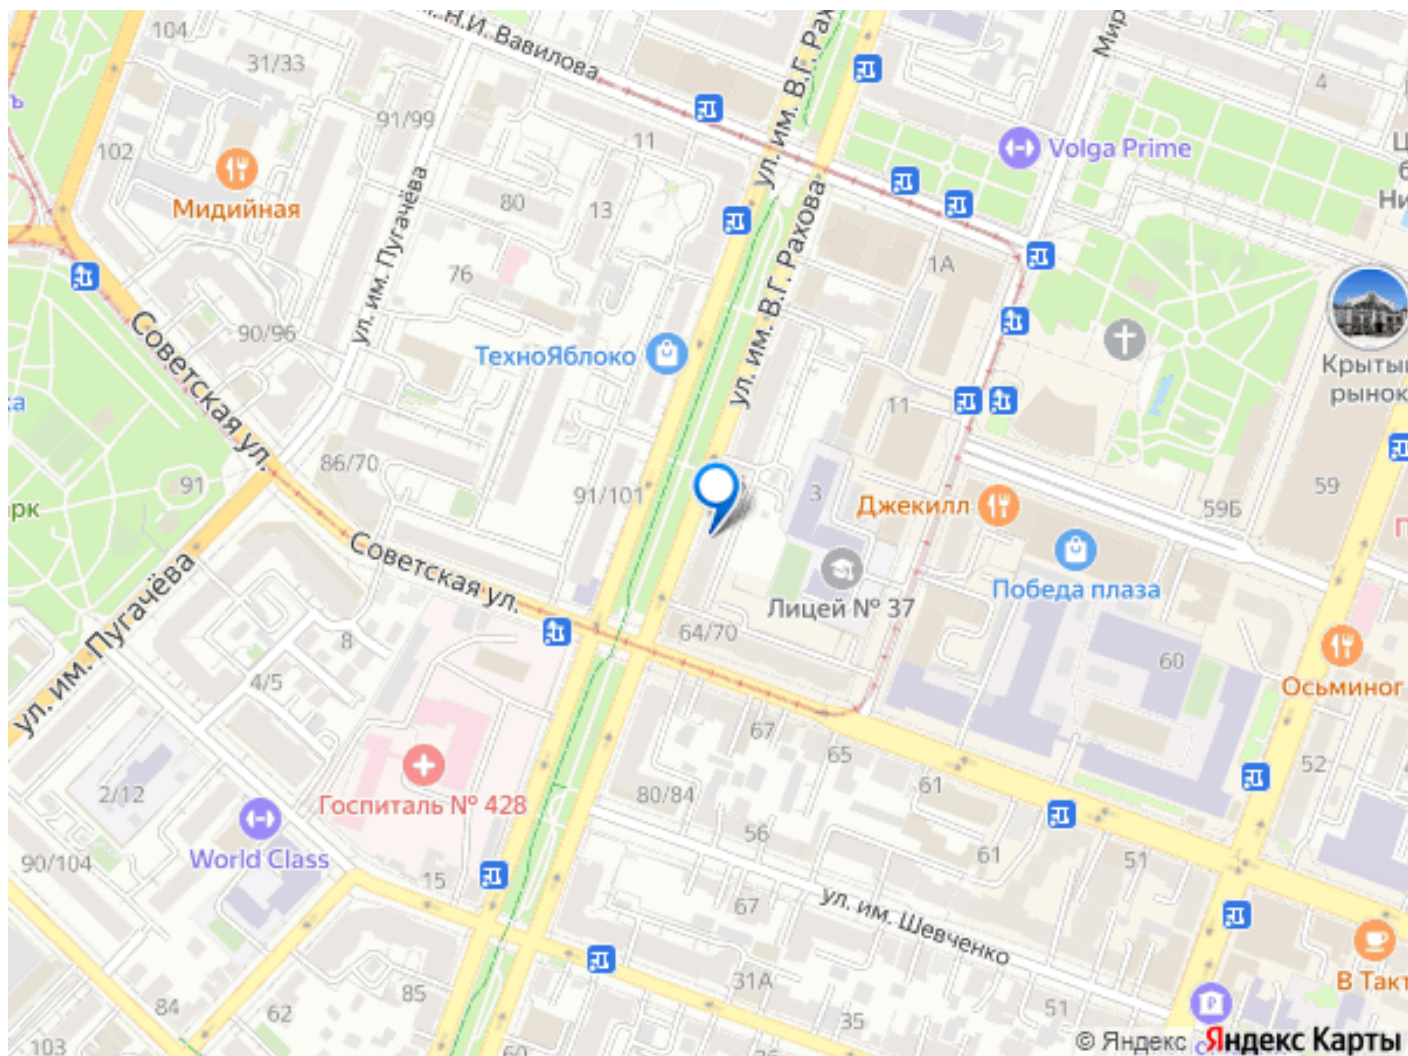 104
ул. им. Н.И. Вавилова
31/33
91/99
102
Мидийная
ул. им. Пугачёва
80
11
13
76
90/96
ТехноЯблоко
ул. им. В.Г. Рахова
ул. им. В.Г. Рахова
Мир
4
Volga Prime
1А
Крытый
рынок
11
59
59Б
Советская ул.
86/70
91
91/101
3
Джекилл
Победа плаза
Лицей № 37
60
Осьминог
52
Советская ул.
ул. им. Пугачёва
8
4/5
64/70
67
65
61
2/12
Госпиталь № 428
80/84
56
61
51
World Class
90/104
15
67
ул. им. Шевченко
31А
В Такт
84
62
85
35
51
103
© Яндекс Яндекс Карты